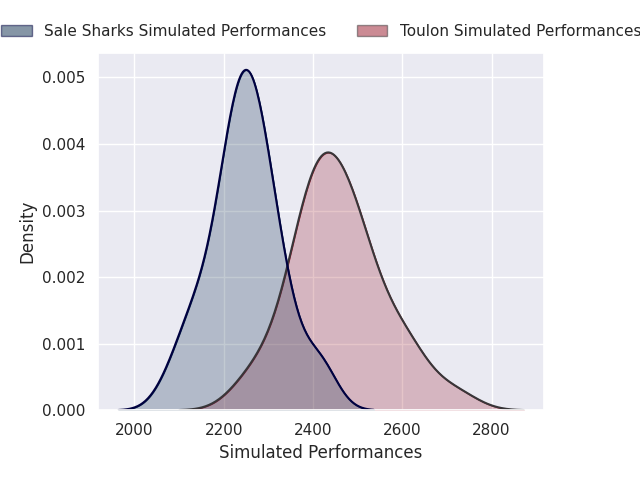 Sale Sharks Simulated Performances
Toulon Simulated Performances
0.005
0.004
0.003
0.002
0.001
0.000
Density
2000 2200 2400 2600 2800
Simulated Performances